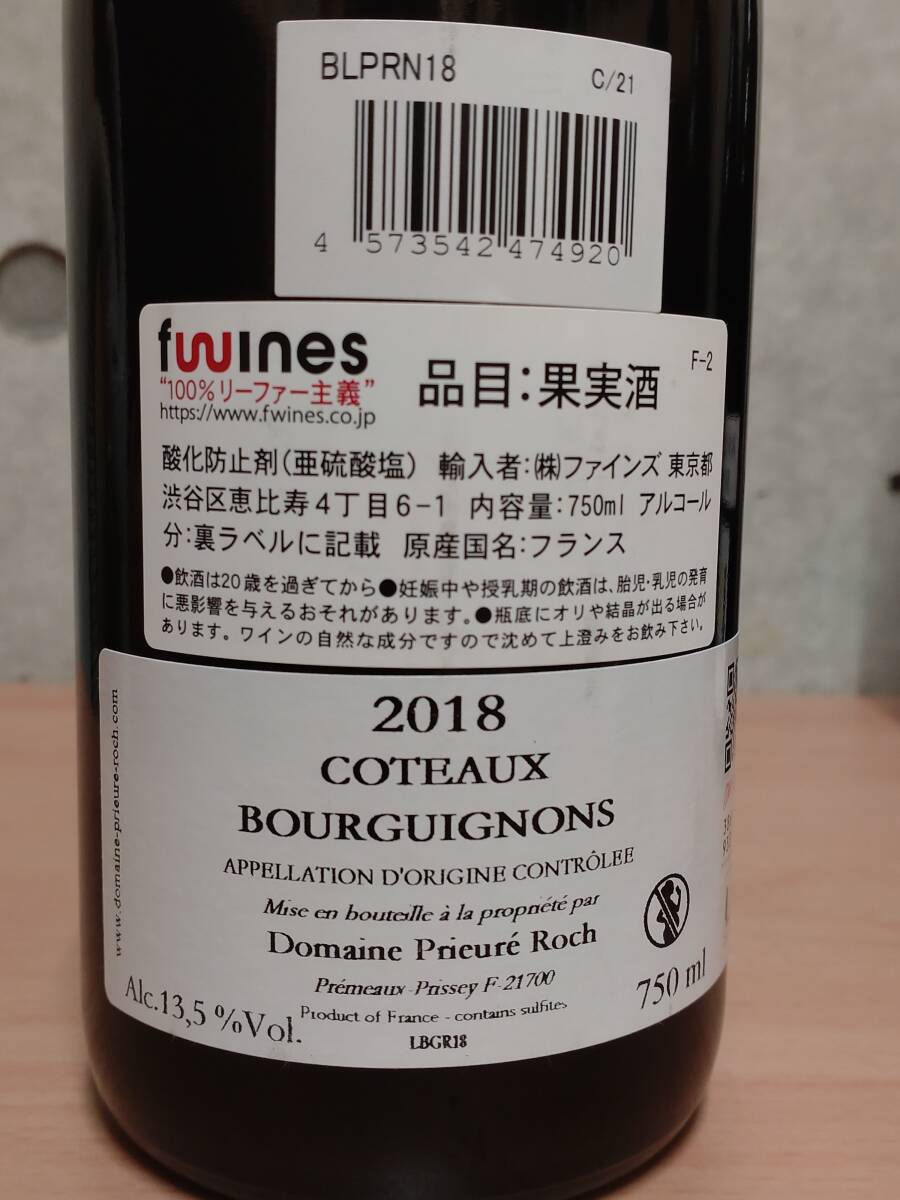 BLPRN18 C/21
4 573542 474920
fwines
"100%リーファー主義"
https://www.fwines.co.jp
品目:果実酒
F-2
酸化防止剤(亜硫酸塩) 輸入者:㈱ファインズ 東京都
渋谷区恵比寿4丁目6-1 内容量:750ml アルコール
分:裏ラベルに記載 原産国名:フランス
●飲酒は20歳を過ぎてから●妊娠中や授乳期の飲酒は、胎児・乳児の発育
に悪影響を与えるおそれがあります。●瓶底にオリや結晶が出る場合が
あります。ワインの自然な成分ですので沈めて上澄みをお飲み下さい。
www.domaine-prieure-roch.com
2018
COTEAUX
BOURGUIGNONS
APPELLATION D'ORIGINE CONTRÔLEE
Mise en bouteille à la propriété par
Domaine Prieuré Roch
Prémeaux-Prissey F-21700
Alc.13,5 %Vol.
Product of France - contains sulfites
750 ml
LBGR18